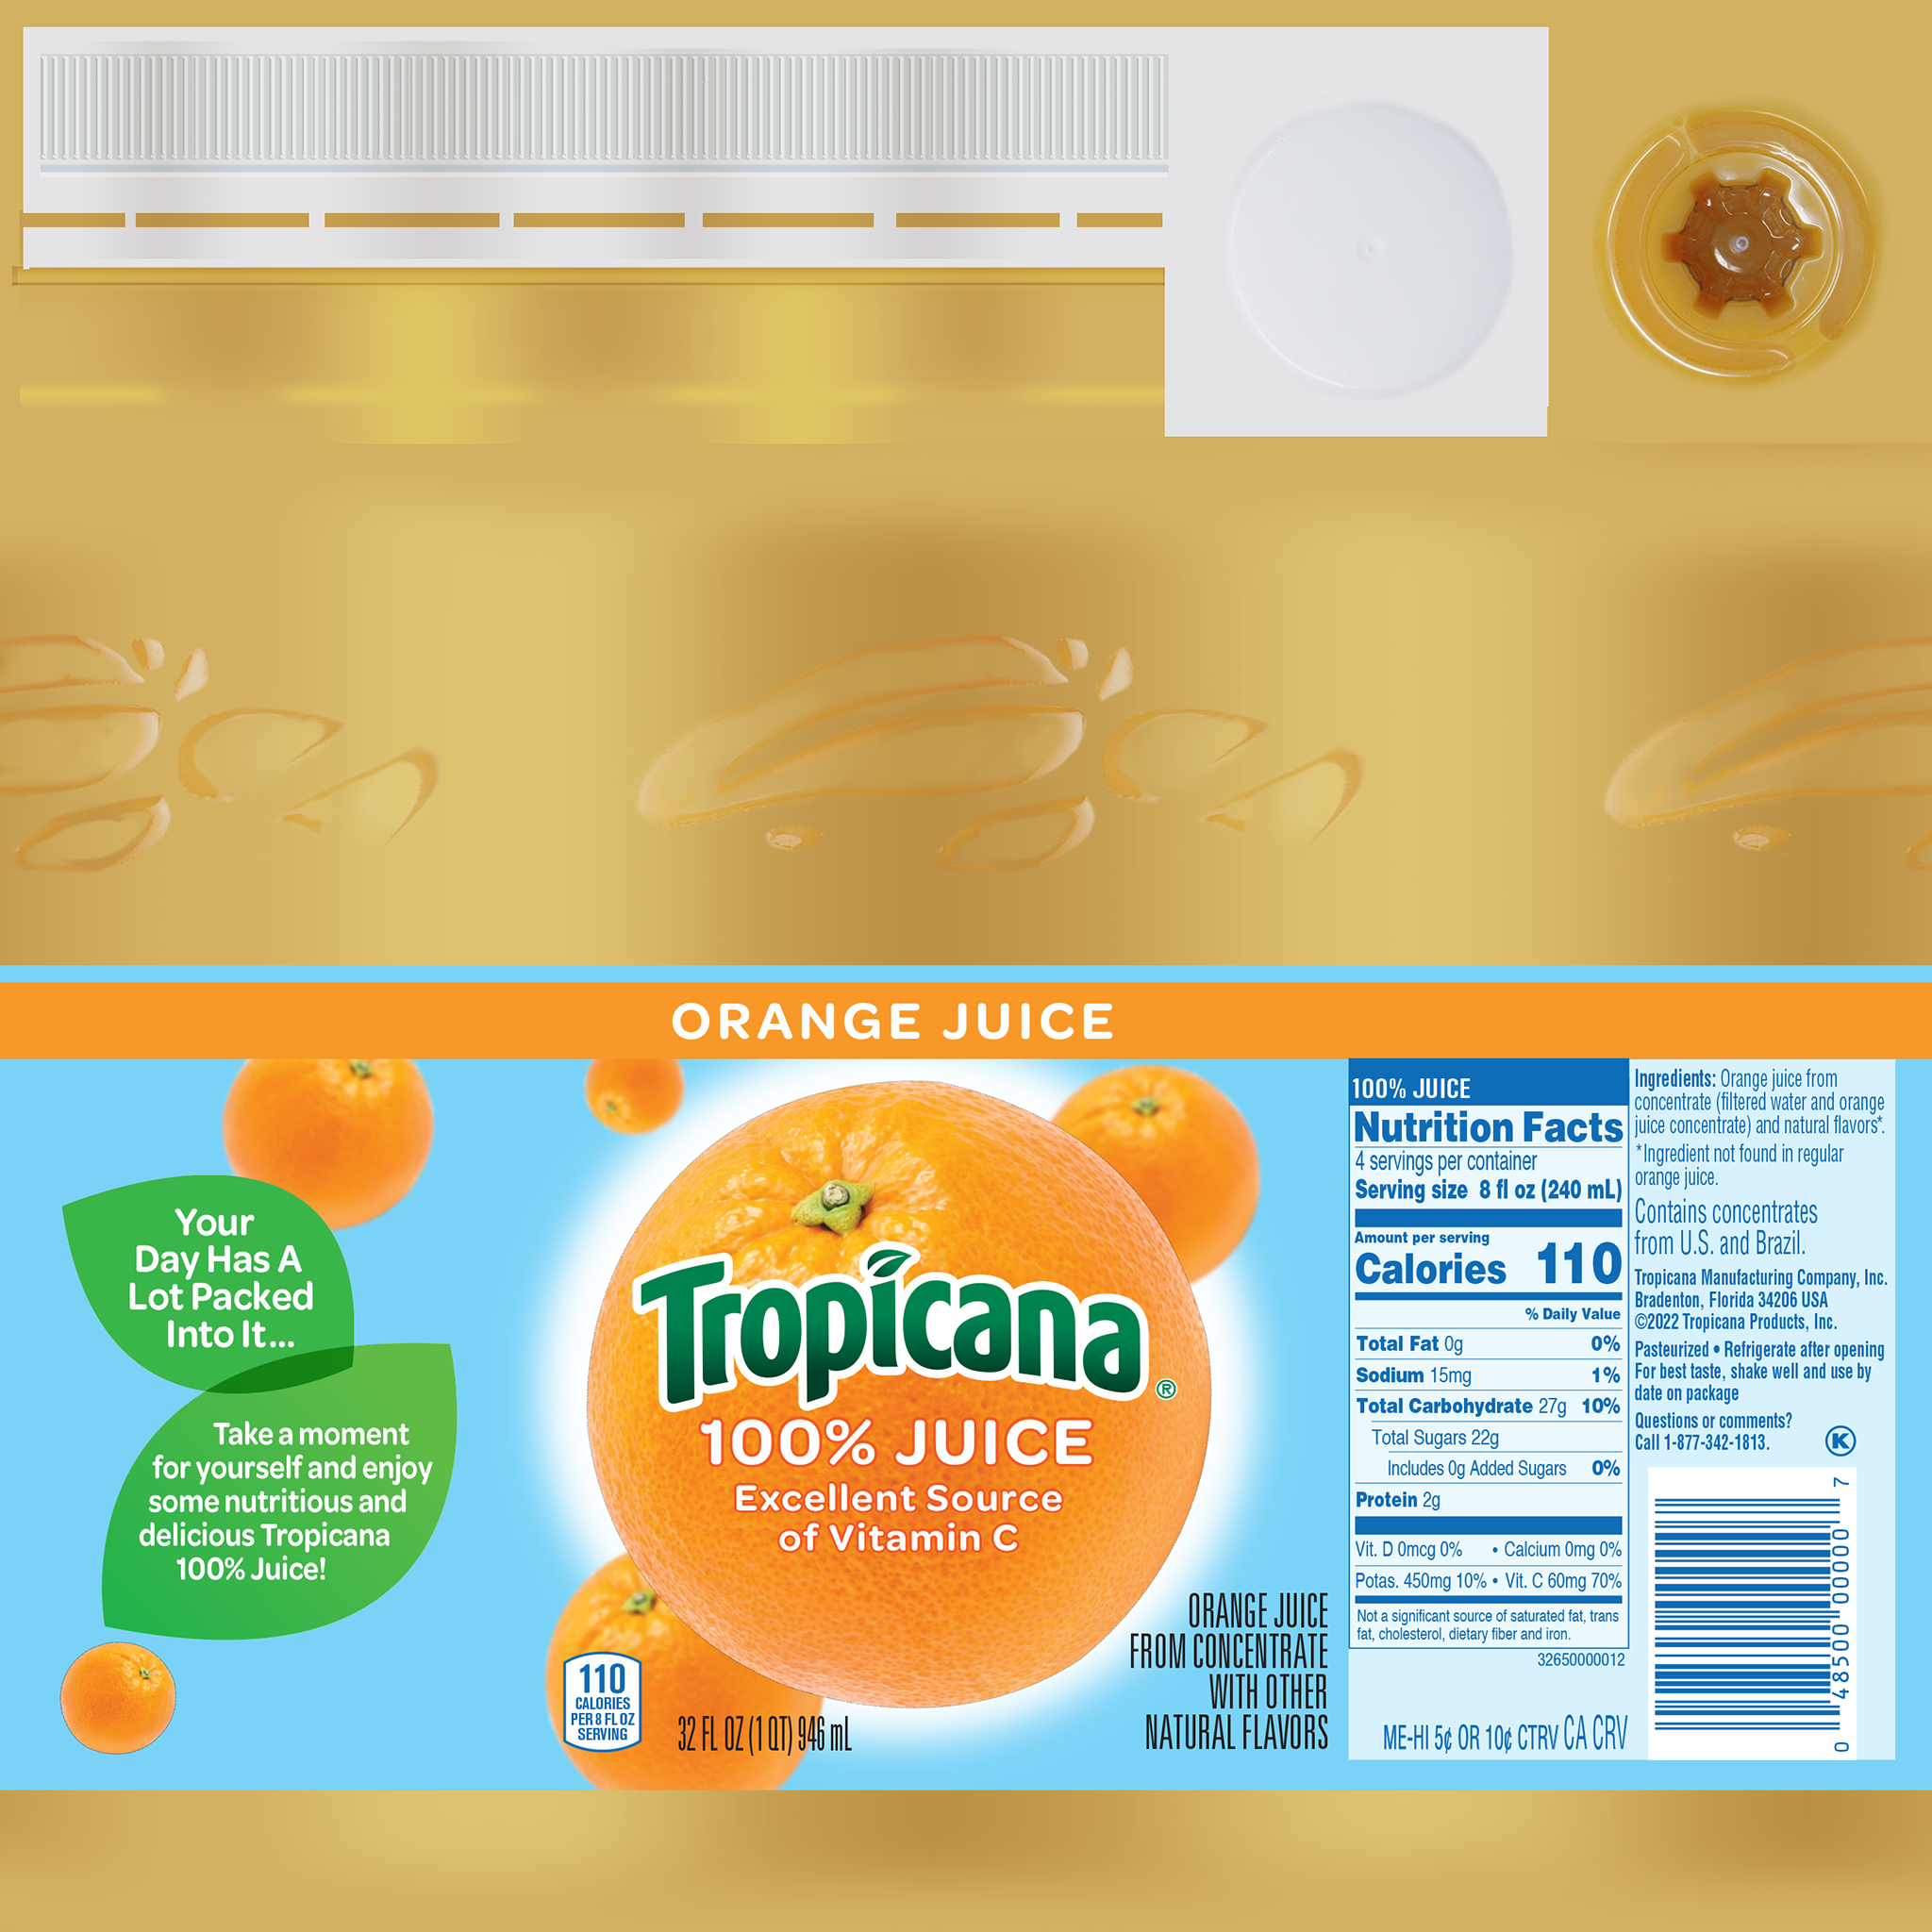 ORANGE JUICE
Your
Day Has A
Lot Packed
Into It...
Take a moment
for yourself and enjoy
some nutritious and
delicious Tropicana
100% Juice!
Tropicana®
100% JUICE
Excellent Source
of Vitamin C
110
CALORIES
PER 8 FL OZ
SERVING
32 FL OZ (1 QT) 946 mL
ORANGE JUICE
FROM CONCENTRATE
WITH OTHER
NATURAL FLAVORS
100% JUICE
Nutrition Facts
4 servings per container
Serving size 8 fl oz (240 mL)
Amount per serving
Calories 110
% Daily Value
Total Fat 0g 0%
Sodium 15mg 1%
Total Carbohydrate 27g 10%
Total Sugars 22g
Includes 0g Added Sugars 0%
Protein 2g
Vit. D 0mcg 0% • Calcium 0mg 0%
Potas. 450mg 10% • Vit. C 60mg 70%
Not a significant source of saturated fat, trans
fat, cholesterol, dietary fiber and iron.
32650000012
ME-HI 5¢ OR 10¢ CTRV CA CRV
Ingredients: Orange juice from
concentrate (filtered water and orange
juice concentrate) and natural flavors*.
*Ingredient not found in regular
orange juice.
Contains concentrates
from U.S. and Brazil.
Tropicana Manufacturing Company, Inc.
Bradenton, Florida 34206 USA
©2022 Tropicana Products, Inc.
Pasteurized • Refrigerate after opening
For best taste, shake well and use by
date on package
Questions or comments?
Call 1-877-342-1813.
K
0 48500 00000 7